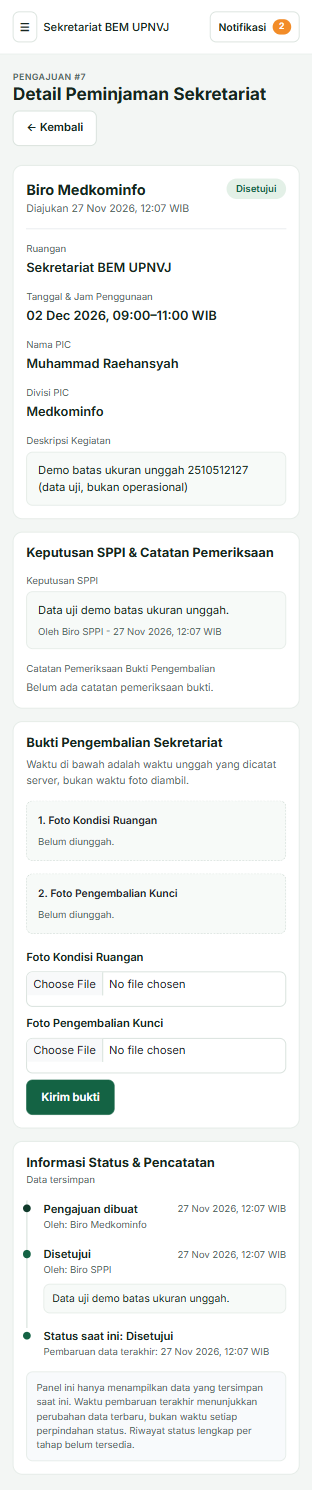 ☰ Sekretariat BEM UPNVJ Notifikasi 2
PENGAJUAN #7
Detail Peminjaman Sekretariat
← Kembali
Biro Medkominfo Disetujui
Diajukan 27 Nov 2026, 12:07 WIB
Ruangan
Sekretariat BEM UPNVJ
Tanggal & Jam Penggunaan
02 Dec 2026, 09:00–11:00 WIB
Nama PIC
Muhammad Raehansyah
Divisi PIC
Medkominfo
Deskripsi Kegiatan
Demo batas ukuran unggah 2510512127
(data uji, bukan operasional)
Keputusan SPPI & Catatan Pemeriksaan
Keputusan SPPI
Data uji demo batas ukuran unggah.
Oleh Biro SPPI - 27 Nov 2026, 12:07 WIB
Catatan Pemeriksaan Bukti Pengembalian
Belum ada catatan pemeriksaan bukti.
Bukti Pengembalian Sekretariat
Waktu di bawah adalah waktu unggah yang dicatat
server, bukan waktu foto diambil.
1. Foto Kondisi Ruangan
Belum diunggah.
2. Foto Pengembalian Kunci
Belum diunggah.
Foto Kondisi Ruangan
Choose File No file chosen
Foto Pengembalian Kunci
Choose File No file chosen
Kirim bukti
Informasi Status & Pencatatan
Data tersimpan
Pengajuan dibuat 27 Nov 2026, 12:07 WIB
Oleh: Biro Medkominfo
Disetujui 27 Nov 2026, 12:07 WIB
Oleh: Biro SPPI
Data uji demo batas ukuran unggah.
Status saat ini: Disetujui
Pembaruan data terakhir: 27 Nov 2026, 12:07 WIB
Panel ini hanya menampilkan data yang tersimpan
saat ini. Waktu pembaruan terakhir menunjukkan
perubahan data terbaru, bukan waktu setiap
perpindahan status. Riwayat status lengkap per
tahap belum tersedia.